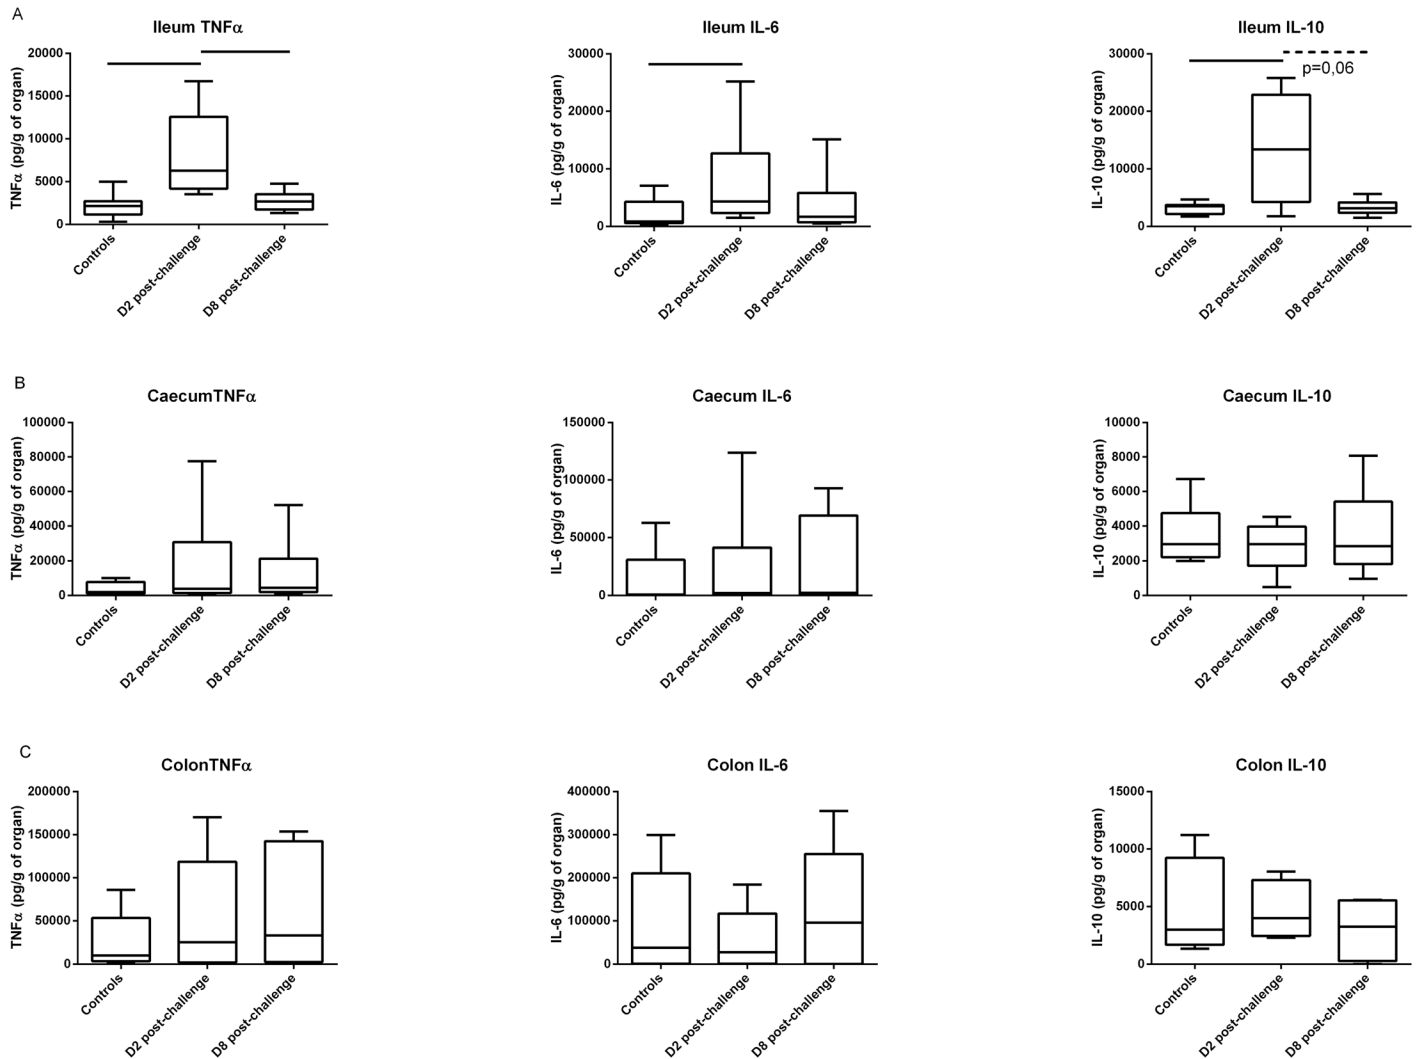 A
Ileum TNFα
TNFα (pg/g of organ)
20000
15000
10000
5000
0
Controls
D2 post-challenge
D8 post-challenge
Ileum IL-6
IL-6 (pg/g of organ)
30000
20000
10000
0
Controls
D2 post-challenge
D8 post-challenge
Ileum IL-10
IL-10 (pg/g of organ)
30000
20000
10000
0
p=0,06
Controls
D2 post-challenge
D8 post-challenge
B
CaecumTNFα
TNFα (pg/g of organ)
100000
80000
60000
40000
20000
0
Controls
D2 post-challenge
D8 post-challenge
Caecum IL-6
IL-6 (pg/g of organ)
150000
100000
50000
0
Controls
D2 post-challenge
D8 post-challenge
Caecum IL-10
IL-10 (pg/g of organ)
10000
8000
6000
4000
2000
0
Controls
D2 post-challenge
D8 post-challenge
C
ColonTNFα
TNFα (pg/g of organ)
200000
150000
100000
50000
0
Controls
D2 post-challenge
D8 post-challenge
Colon IL-6
IL-6 (pg/g of organ)
400000
300000
200000
100000
0
Controls
D2 post-challenge
D8 post-challenge
Colon IL-10
IL-10 (pg/g of organ)
15000
10000
5000
0
Controls
D2 post-challenge
D8 post-challenge